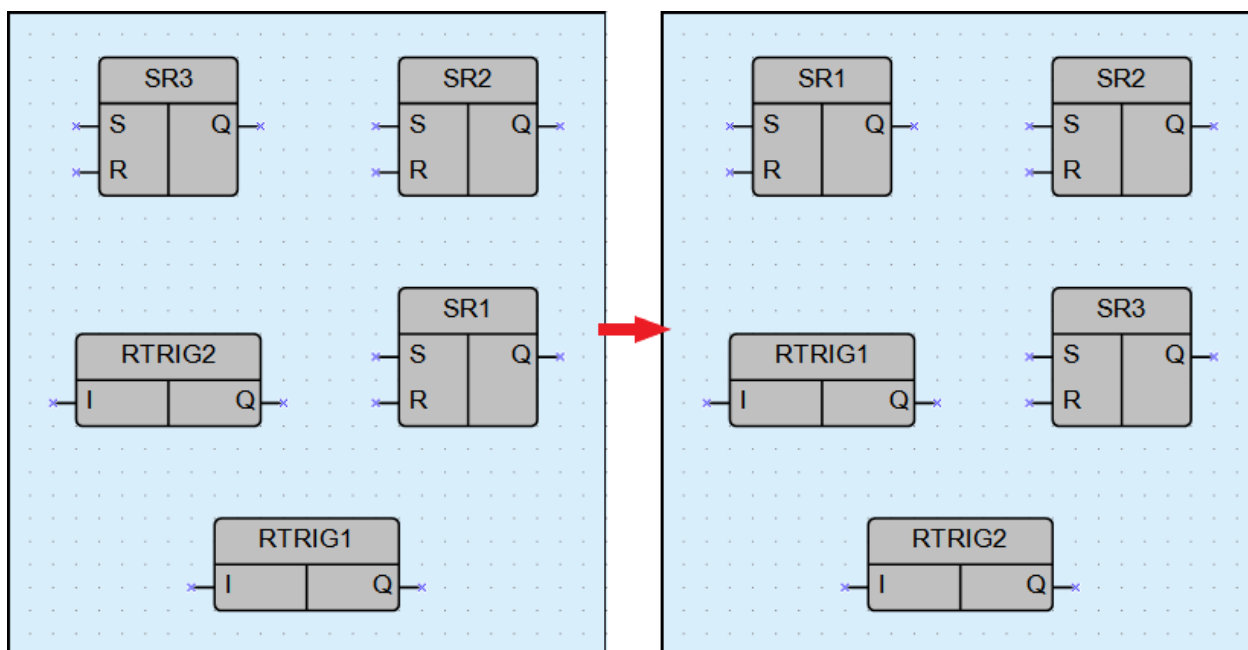 SR3
S Q
R
SR2
S Q
R
RTRIG2
I Q
SR1
S Q
R
RTRIG1
I Q
SR1
S Q
R
SR2
S Q
R
RTRIG1
I Q
SR3
S Q
R
RTRIG2
I Q